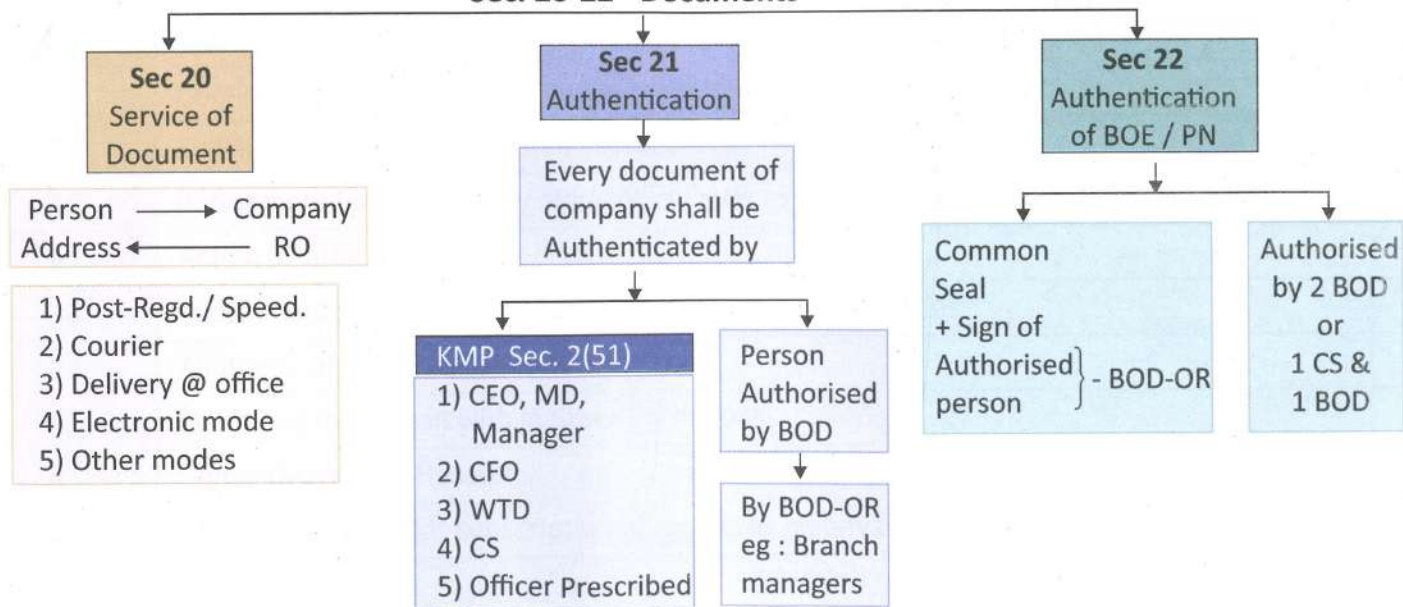 Sec. 20-22 - Documents
Sec 20
Service of
Document
Person Company
Address RO
1) Post-Regd./ Speed.
2) Courier
3) Delivery @ office
4) Electronic mode
5) Other modes
Sec 21
Authentication
Every document of
company shall be
Authenticated by
KMP Sec. 2(51)
1) CEO, MD,
Manager
2) CFO
3) WTD
4) CS
5) Officer Prescribed
Person
Authorised
by BOD
By BOD-OR
eg : Branch
managers
Sec 22
Authentication
of BOE / PN
Common
Seal
+ Sign of
Authorised
person } - BOD-OR
Authorised
by 2 BOD
or
1 CS &
1 BOD